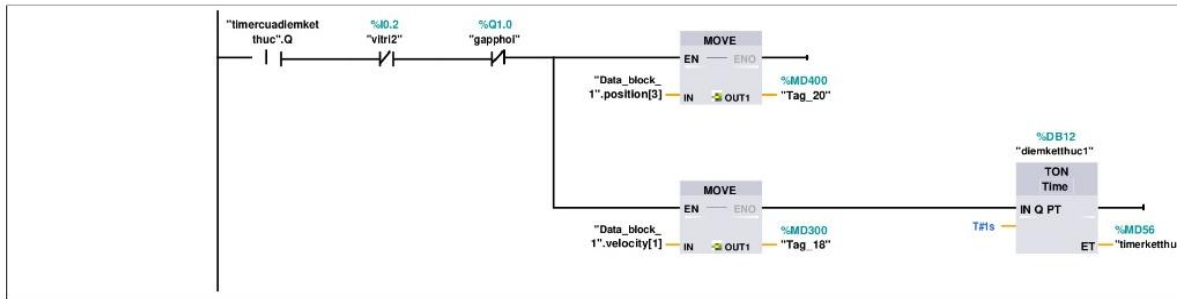 "timercuadiemket
thuc".Q
%I0.2
"vitri2"
%Q1.0
"gapphoi"
MOVE
EN ENO
"Data_block_
1".position[3]
IN OUT1
%MD400
"Tag_20"
%DB12
"diemketthuc1"
TON
Time
IN Q PT
T#1s
ET
%MD56
"timerketthu
MOVE
EN ENO
"Data_block_
1".velocity[1]
IN OUT1
%MD300
"Tag_18"